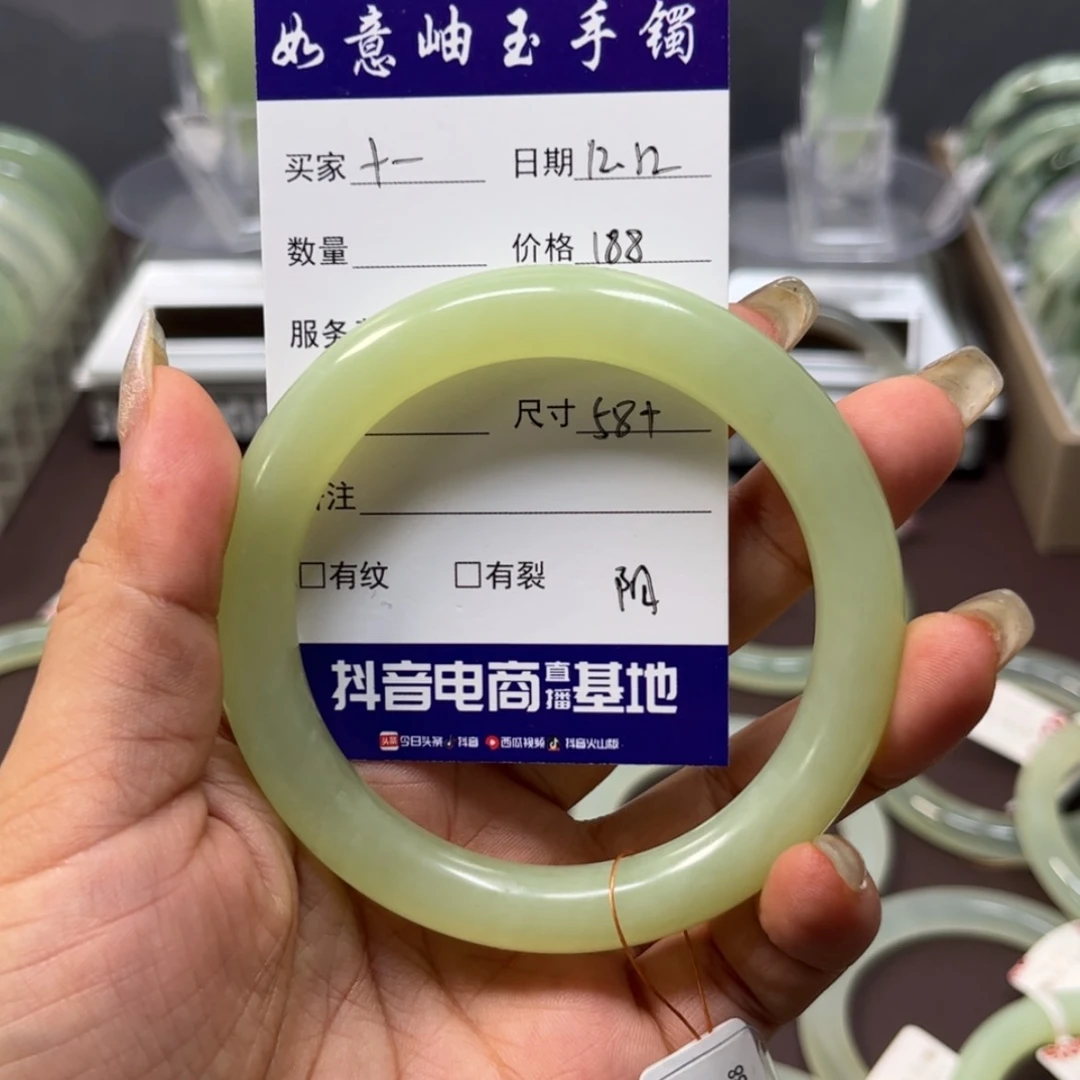 如意岫玉手镯
买家 十一 日期 12.12
数量 价格 188
服务
尺寸 58+
注
□有纹 □有裂
抖音电商直播基地
头条 今日头条 抖音 西瓜视频 抖音火山版